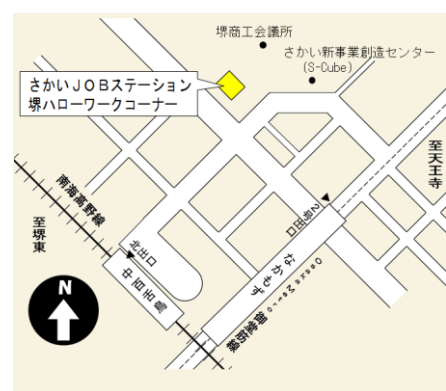 堺商工会議所
さかい新事業創造センター
(S-Cube)
さかいJOBステーション
堺ハローワークコーナー
至天王寺
南海高野線
至堺東
2号出口
北出口
中百舌鳥
なかもず
Osaka Metro
御堂筋線
N